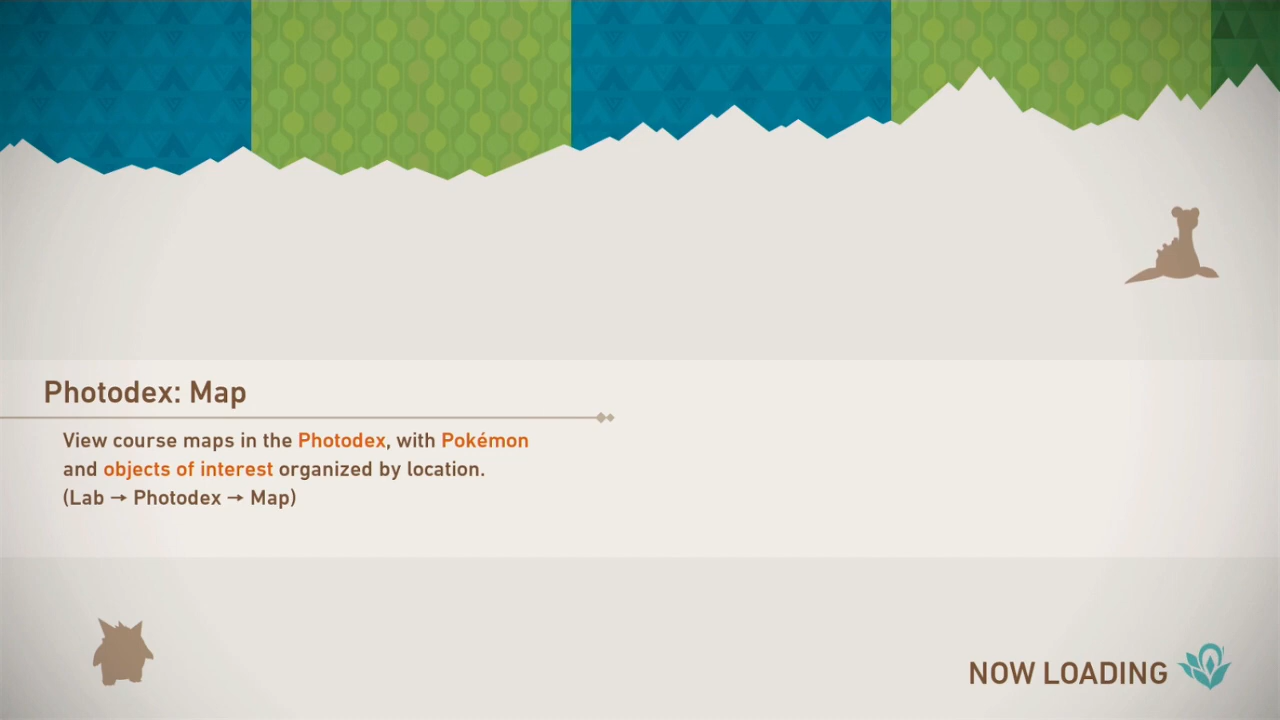 Photodex: Map
View course maps in the Photodex, with Pokémon
and objects of interest organized by location.
(Lab → Photodex → Map)
NOW LOADING